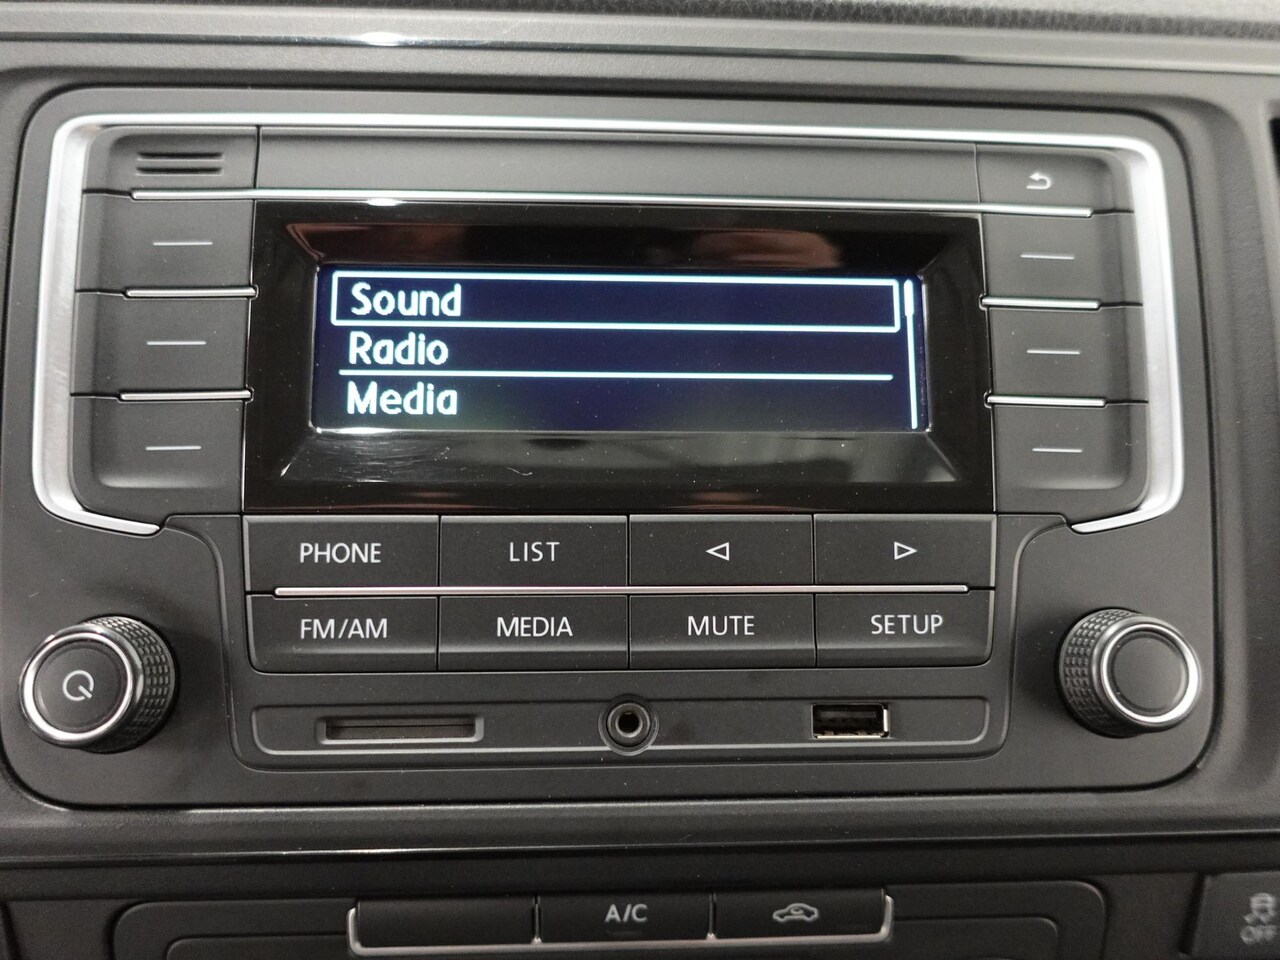 Sound
Radio
Media
PHONE LIST
FM/AM MEDIA MUTE SETUP
A/C
OFF